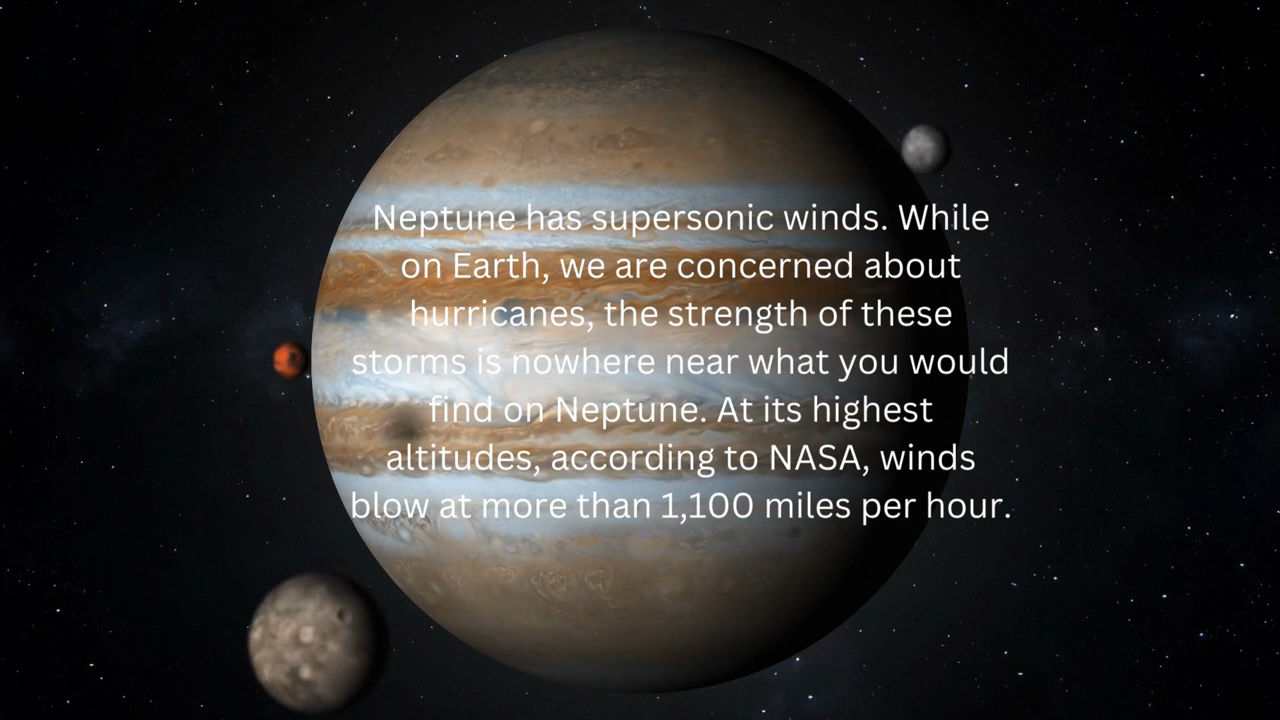 Neptune has supersonic winds. While
on Earth, we are concerned about
hurricanes, the strength of these
storms is nowhere near what you would
find on Neptune. At its highest
altitudes, according to NASA, winds
blow at more than 1,100 miles per hour.